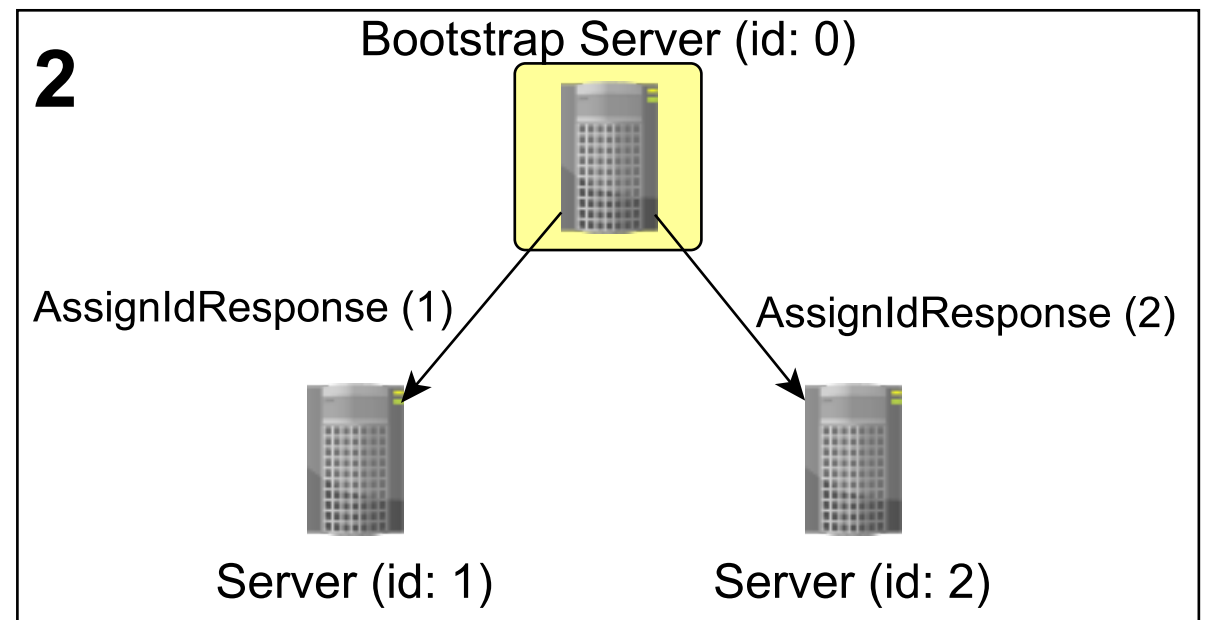 Bootstrap Server (id: 0)
2
AssignIdResponse (1)
AssignIdResponse (2)
Server (id: 1)
Server (id: 2)